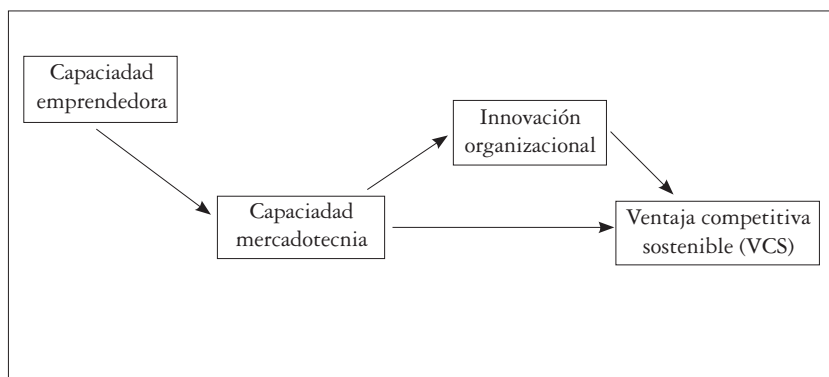 Capaciadad
emprendedora
Innovación
organizacional
Capaciadad
mercadotecnia
Ventaja competitiva
sostenible (VCS)